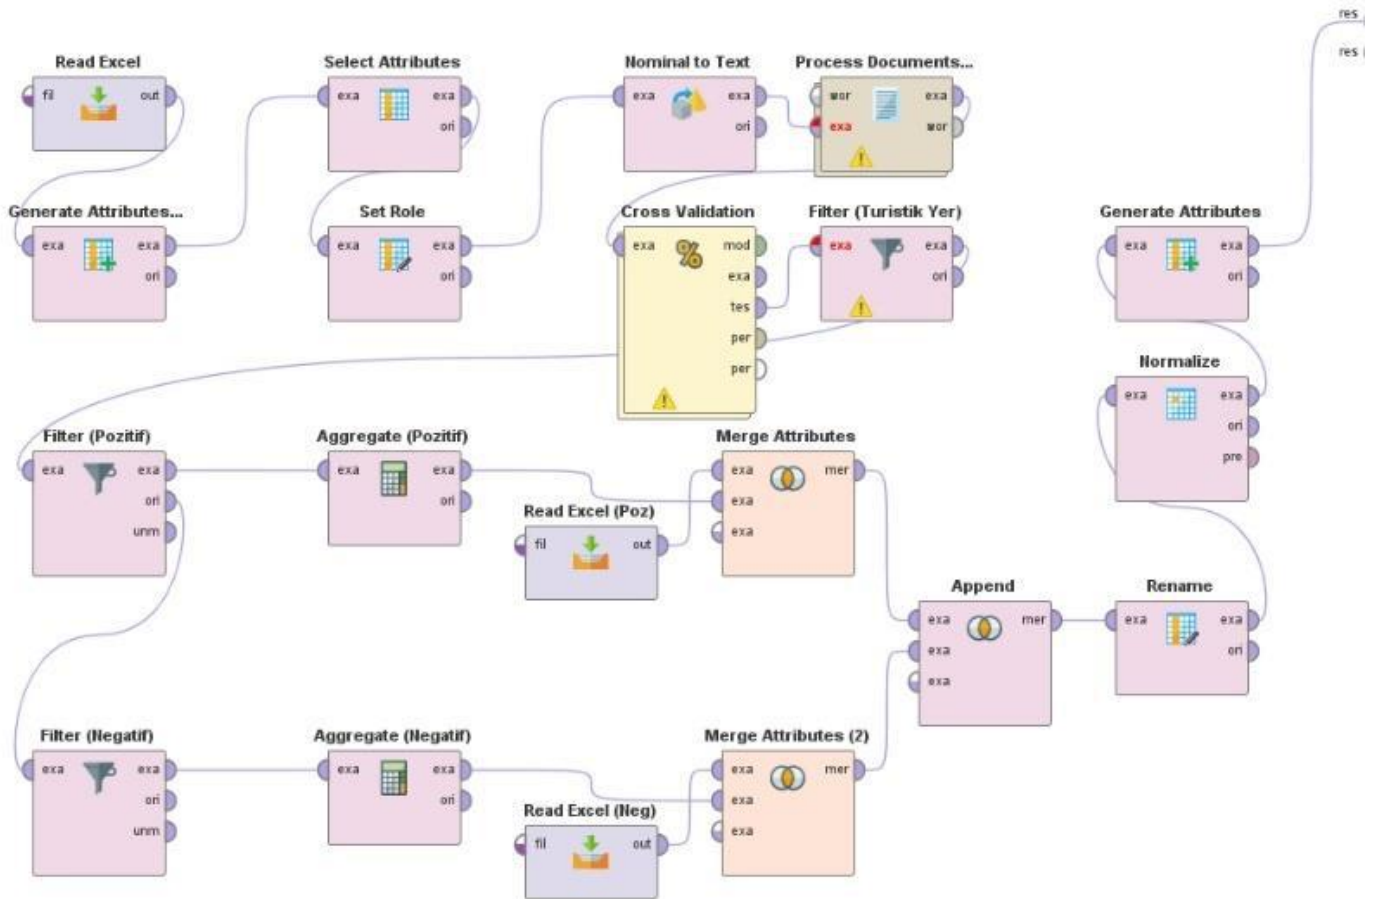 res
res
Read Excel
fil
out
Select Attributes
exa
exa
ori
Nominal to Text
exa
exa
ori
Process Documents...
wor
exa
exa
wor
Generate Attributes...
exa
exa
ori
Set Role
exa
exa
ori
Cross Validation
exa
mod
exa
tes
per
per
Filter (Turistik Yer)
exa
exa
ori
Generate Attributes
exa
exa
ori
Normalize
exa
exa
ori
pre
Filter (Pozitif)
exa
exa
ori
unm
Aggregate (Pozitif)
exa
exa
ori
Read Excel (Poz)
fil
out
Merge Attributes
exa
mer
exa
exa
Append
exa
mer
exa
exa
Rename
exa
exa
ori
Filter (Negatif)
exa
exa
ori
unm
Aggregate (Negatif)
exa
exa
ori
Read Excel (Neg)
fil
out
Merge Attributes (2)
exa
mer
exa
exa